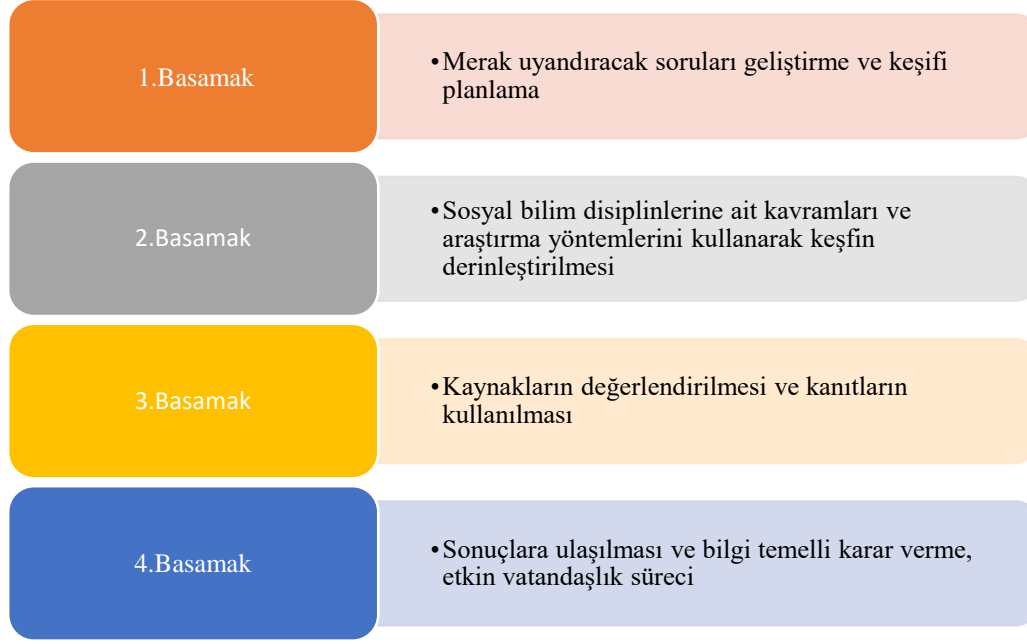 1.Basamak
•Merak uyandıracak soruları geliştirme ve keşifi
planlama
2.Basamak
•Sosyal bilim disiplinlerine ait kavramları ve
araştırma yöntemlerini kullanarak keşfin
derinleştirilmesi
3.Basamak
•Kaynakların değerlendirilmesi ve kanıtların
kullanılması
4.Basamak
•Sonuçlara ulaşılması ve bilgi temelli karar verme,
etkin vatandaşlık süreci